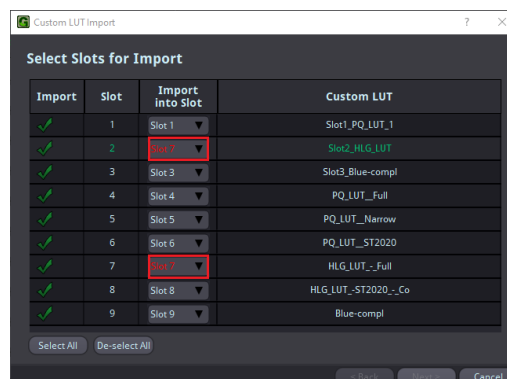 Custom LUT Import ? ×
Select Slots for Import
Import Slot Import into Slot Custom LUT
1 Slot 1 Slot1_PQ_LUT_1
2 Slot Slot2_HLG_LUT
3 Slot 3 Slot3_Blue-compl
4 Slot 4 PQ_LUT__Full
5 Slot 5 PQ_LUT__Narrow
6 Slot 6 PQ_LUT__ST2020
7 Slot 7 HLG_LUT_-_Full
8 Slot 8 HLG_LUT_-ST2020_-_Co
9 Slot 9 Blue-compl
Select All De-select All
< Back Next > Cancel